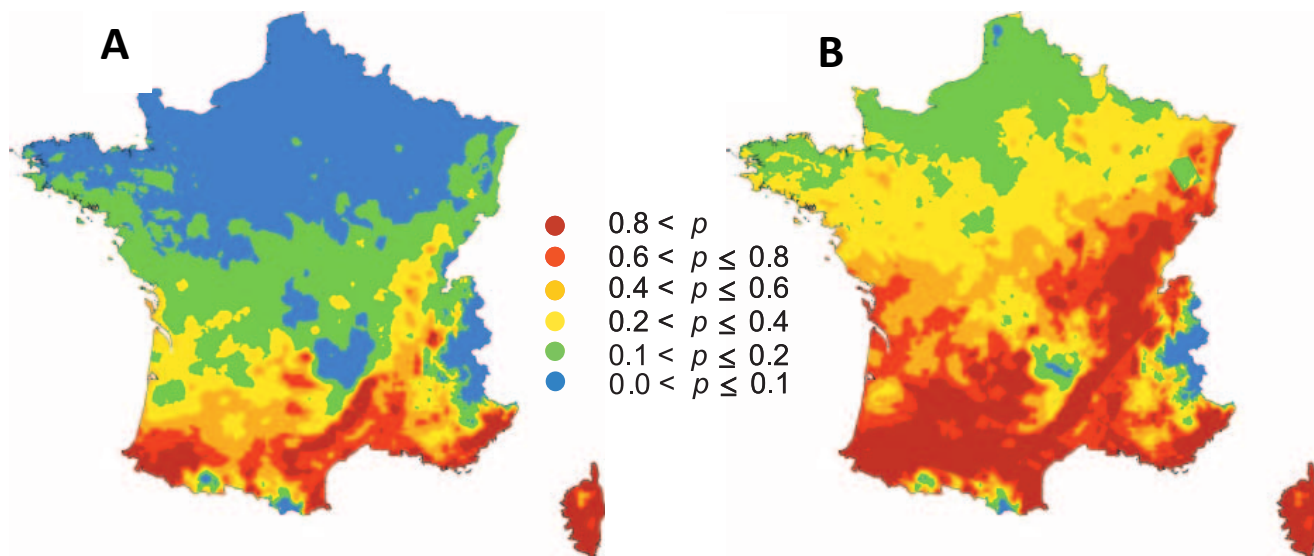 A
B
0.8 < p
0.6 < p ≤ 0.8
0.4 < p ≤ 0.6
0.2 < p ≤ 0.4
0.1 < p ≤ 0.2
0.0 < p ≤ 0.1